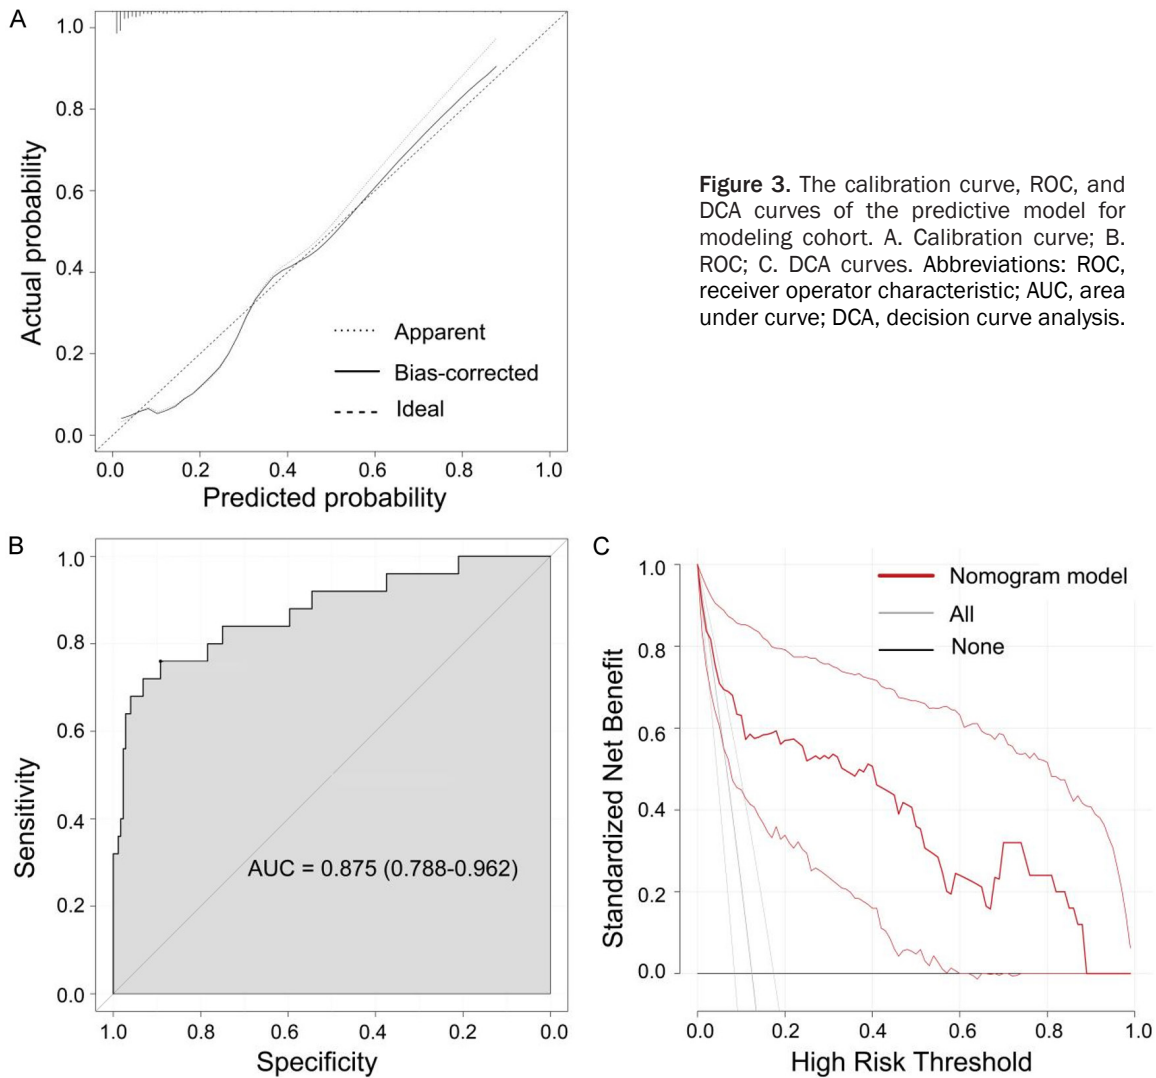 A
1.0
0.8
0.6
0.4
0.2
0.0
Actual probability
Apparent
Bias-corrected
Ideal
0.0 0.2 0.4 0.6 0.8 1.0
Predicted probability
Figure 3. The calibration curve, ROC, and
DCA curves of the predictive model for
modeling cohort. A. Calibration curve; B.
ROC; C. DCA curves. Abbreviations: ROC,
receiver operator characteristic; AUC, area
under curve; DCA, decision curve analysis.
B
1.0
0.8
0.6
0.4
0.2
0.0
Sensitivity
AUC = 0.875 (0.788-0.962)
1.0 0.8 0.6 0.4 0.2 0.0
Specificity
C
1.0
0.8
0.6
0.4
0.2
0.0
Standardized Net Benefit
Nomogram model
All
None
0.0 0.2 0.4 0.6 0.8 1.0
High Risk Threshold